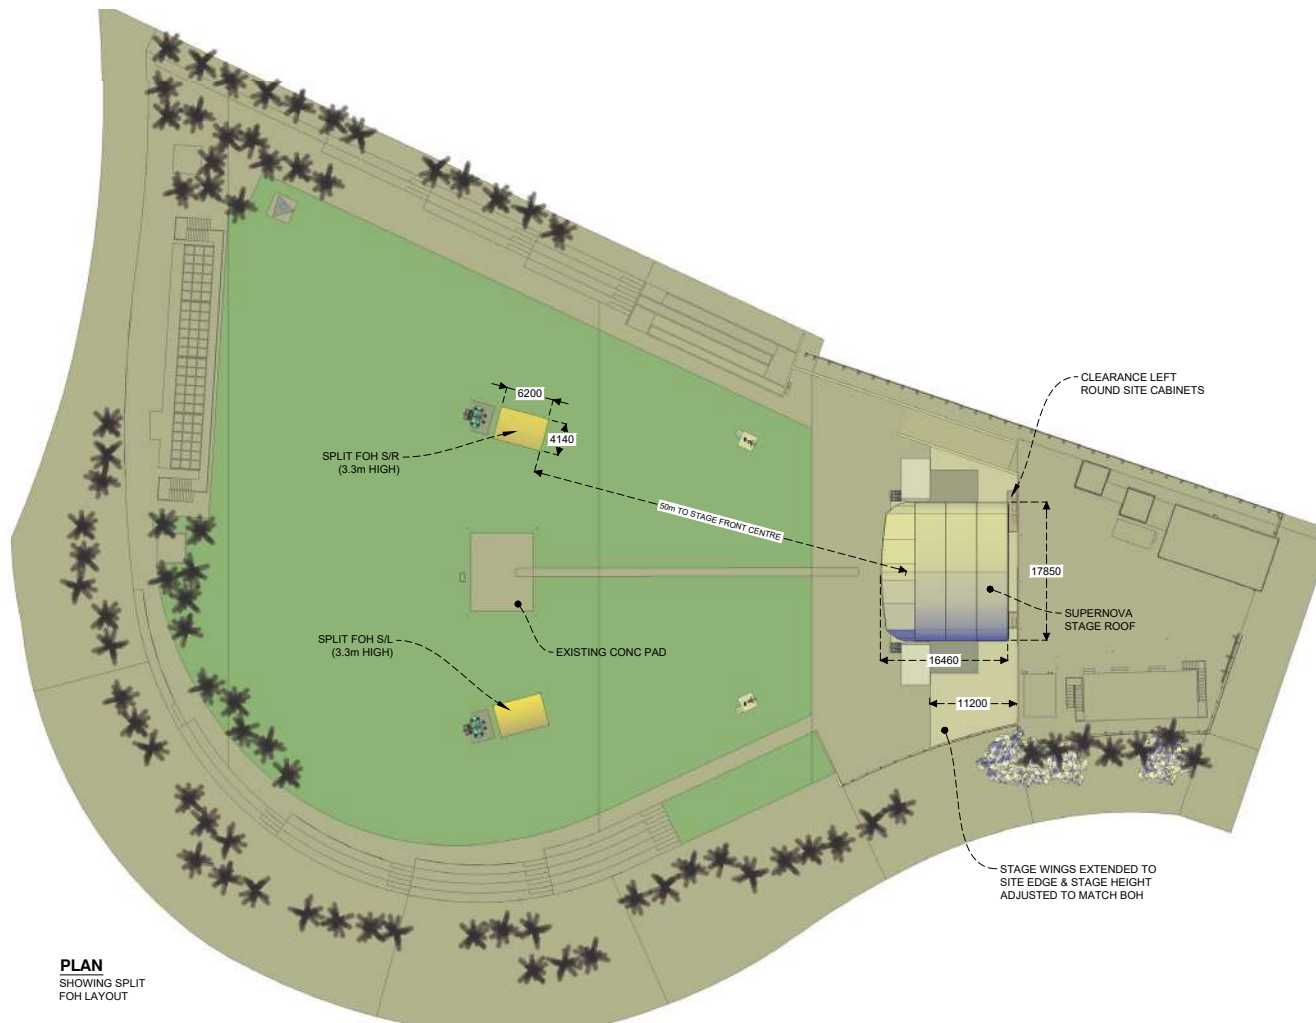 6200
4140
CLEARANCE LEFT
ROUND SITE CABINETS
SPLIT FOH S/R
(3.3m HIGH)
50m TO STAGE FRONT CENTRE
17850
SUPERNOVA
STAGE ROOF
SPLIT FOH S/L
(3.3m HIGH)
EXISTING CONC PAD
16460
11200
STAGE WINGS EXTENDED TO
SITE EDGE & STAGE HEIGHT
ADJUSTED TO MATCH BOH
PLAN
SHOWING SPLIT
FOH LAYOUT